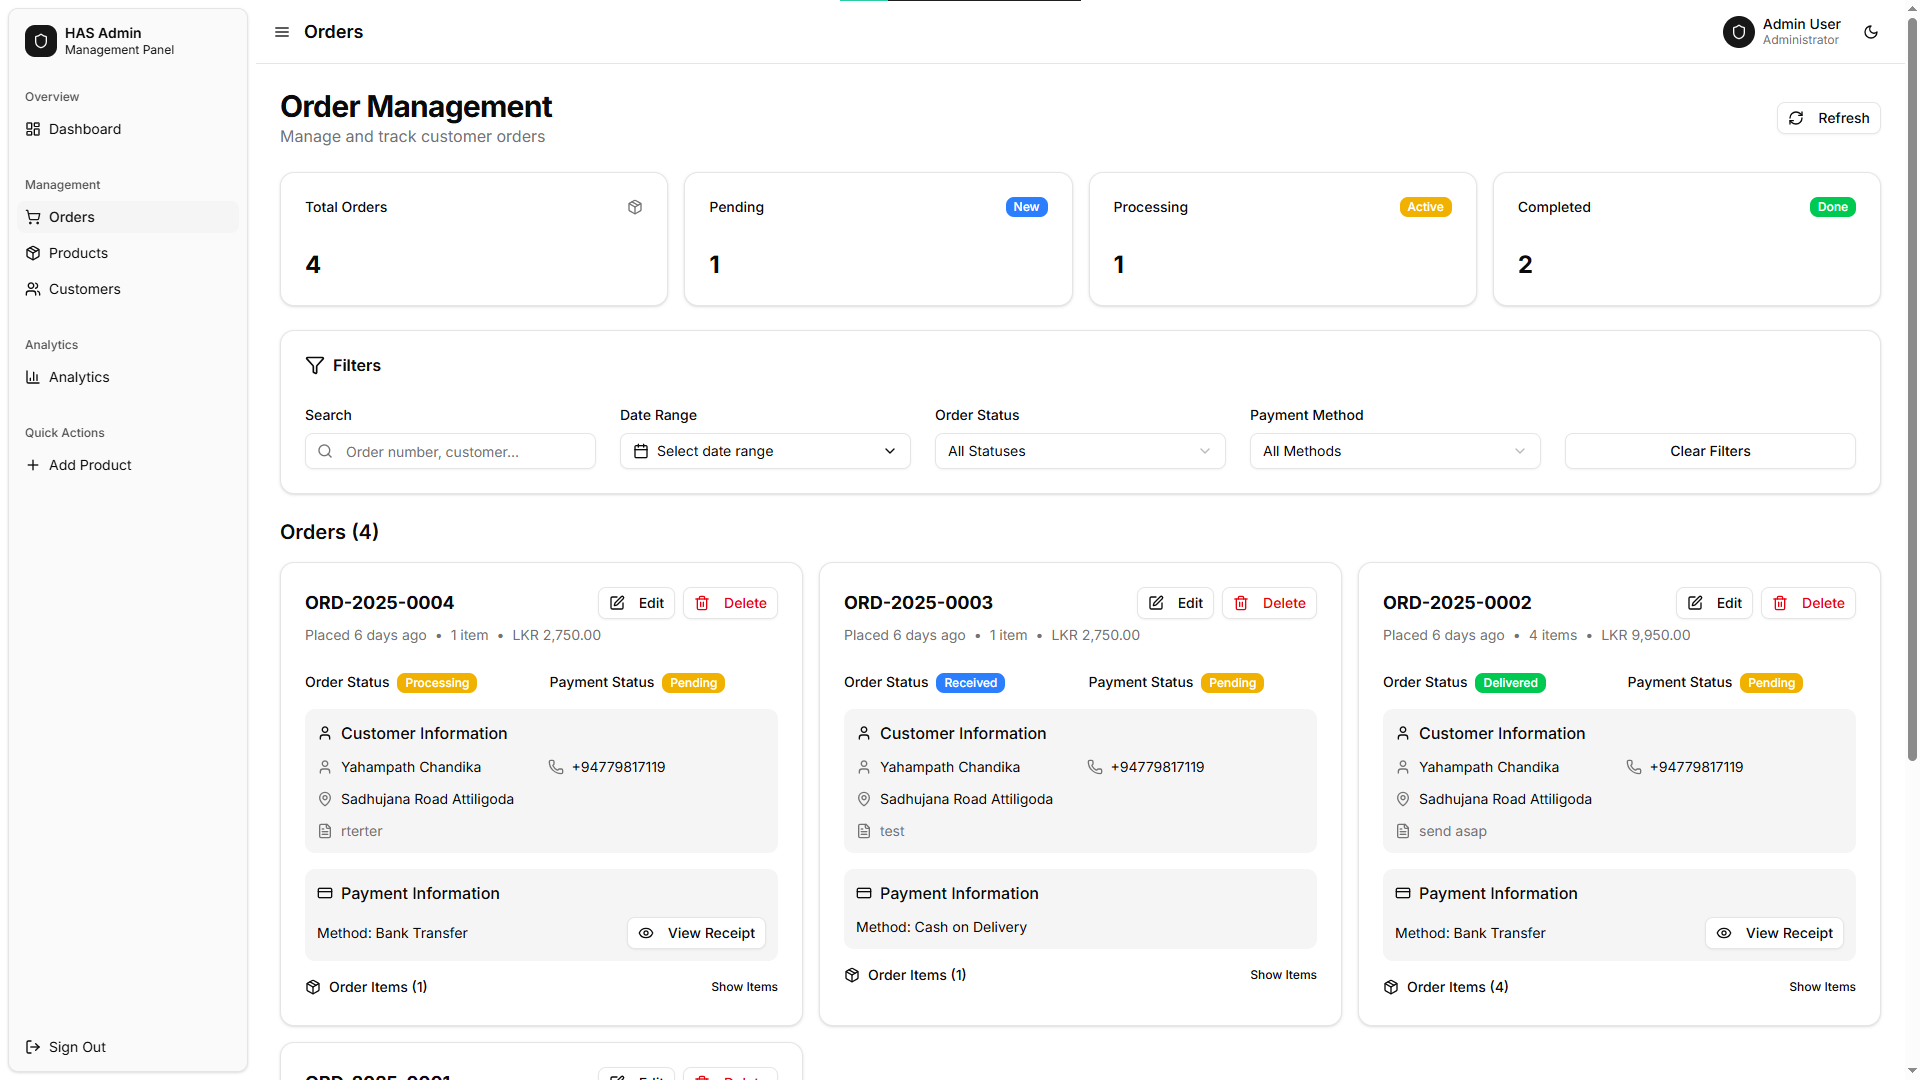 HAS Admin
Management Panel
Overview
Dashboard
Management
Orders
Products
Customers
Analytics
Analytics
Quick Actions
Add Product
Sign Out
Orders
Admin User
Administrator
Order Management
Manage and track customer orders
Refresh
Total Orders
4
Pending New
1
Processing Active
1
Completed Done
2
Filters
Search
Order number, customer...
Date Range
Select date range
Order Status
All Statuses
Payment Method
All Methods
Clear Filters
Orders (4)
ORD-2025-0004 Edit Delete
Placed 6 days ago • 1 item • LKR 2,750.00
Order Status Processing Payment Status Pending
Customer Information
Yahampath Chandika +94779817119
Sadhujana Road Attiligoda
rterter
Payment Information
Method: Bank Transfer View Receipt
Order Items (1) Show Items
ORD-2025-0003 Edit Delete
Placed 6 days ago • 1 item • LKR 2,750.00
Order Status Received Payment Status Pending
Customer Information
Yahampath Chandika +94779817119
Sadhujana Road Attiligoda
test
Payment Information
Method: Cash on Delivery
Order Items (1) Show Items
ORD-2025-0002 Edit Delete
Placed 6 days ago • 4 items • LKR 9,950.00
Order Status Delivered Payment Status Pending
Customer Information
Yahampath Chandika +94779817119
Sadhujana Road Attiligoda
send asap
Payment Information
Method: Bank Transfer View Receipt
Order Items (4) Show Items
ORD-2025-0001 Edit Delete